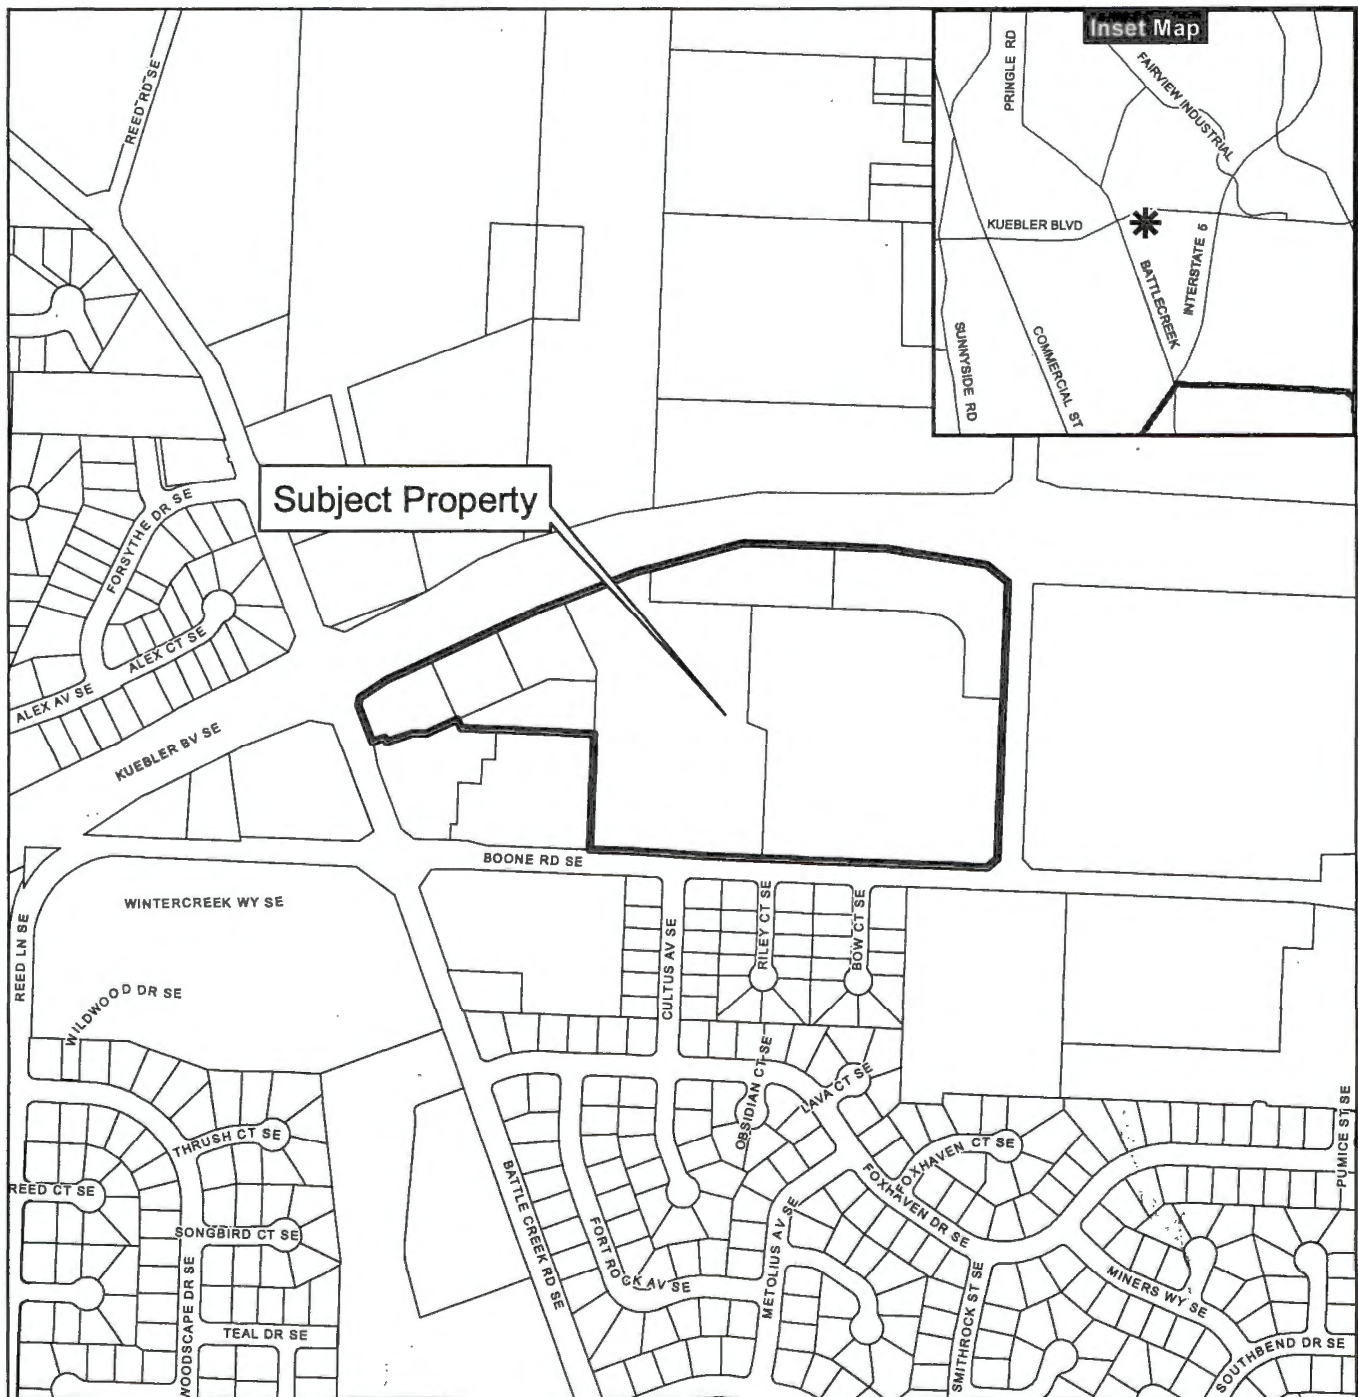 Inset Map
PRINGLE RD
FAIRVIEW INDUSTRIAL
KUEBLER BLVD
INTERSTATE 5
BATTLECREEK
SUNNYSIDE RD
COMMERCIAL ST
REED RD SE
Subject Property
FORSYTHE DR SE
ALEX CT SE
ALEX AV SE
KUEBLER BV SE
BOONE RD SE
WINTERCREEK WY SE
REED LN SE
WILDWOOD DR SE
CULTUS AV SE
RILEY CT SE
BOW CT SE
OBSIDIAN CT SE
LAVA CT SE
THRUSH CT SE
FOXHAVEN CT SE
PUMICE ST SE
REED CT SE
SONGBIRD CT SE
BATTLE CREEK RD SE
FORT ROCK AV SE
METOLIUS AV SE
FOXHAVEN DR SE
SMITHROCK ST SE
MINERS WY SE
WOODSCAPE DR SE
TEAL DR SE
SOUTHBEND DR SE